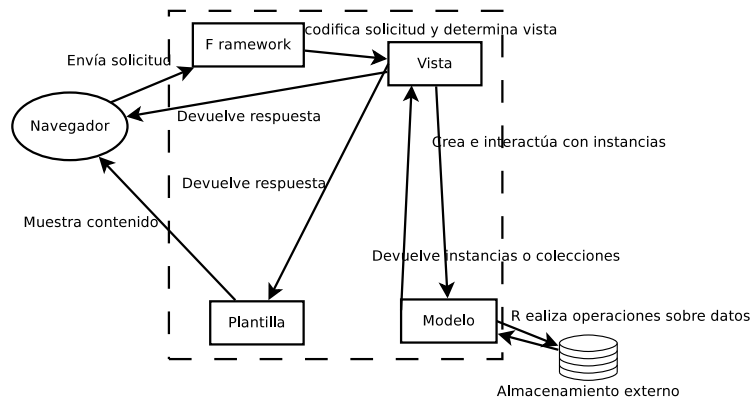 codifica solicitud y determina vista
F ramework
Envía solicitud
Vista
Devuelve respuesta
Navegador
Crea e interactúa con instancias
Devuelve respuesta
Muestra contenido
Devuelve instancias o colecciones
R ealiza operaciones sobre datos
Plantilla
Modelo
Almacenamiento externo